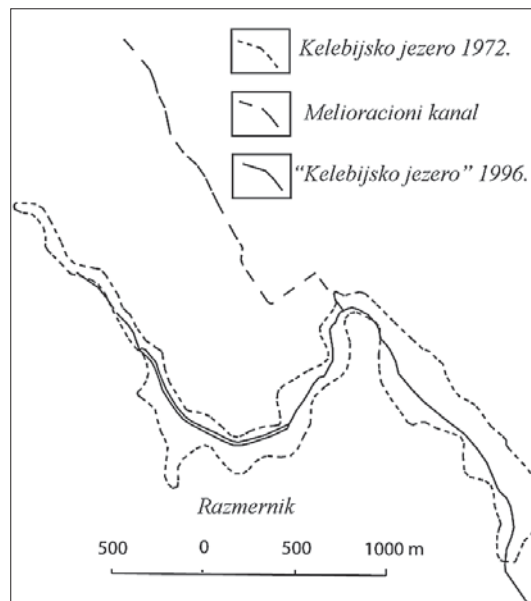 Kelebijsko jezero 1972.
Melioracioni kanal
“Kelebijsko jezero” 1996.
Razmernik
500 0 500 1000 m